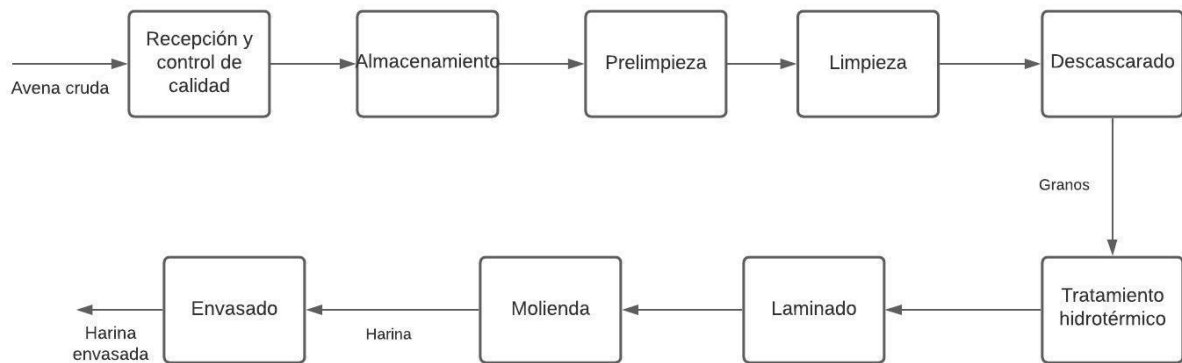 Recepción y
control de
calidad
Almacenamiento
Prelimpieza
Limpieza
Descascarado
Avena cruda
Granos
Envasado
Molienda
Laminado
Tratamiento
hidrotérmico
Harina
envasada
Harina